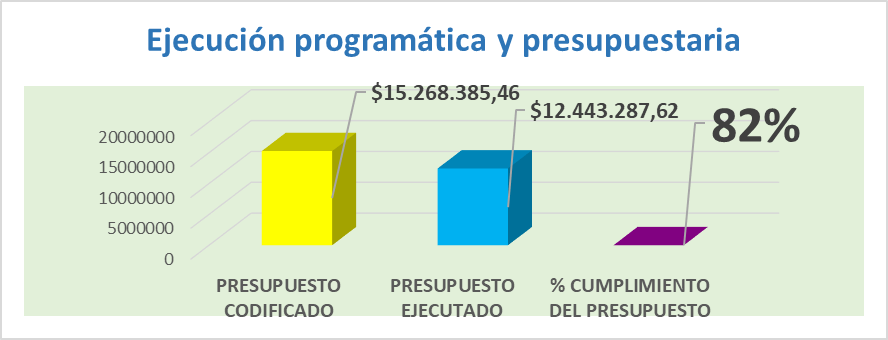 Ejecución programática y presupuestaria
$15.268.385,46
$12.443.287,62
82%
20000000
15000000
10000000
5000000
0
PRESUPUESTO
CODIFICADO
PRESUPUESTO
EJECUTADO
% CUMPLIMIENTO
DEL PRESUPUESTO